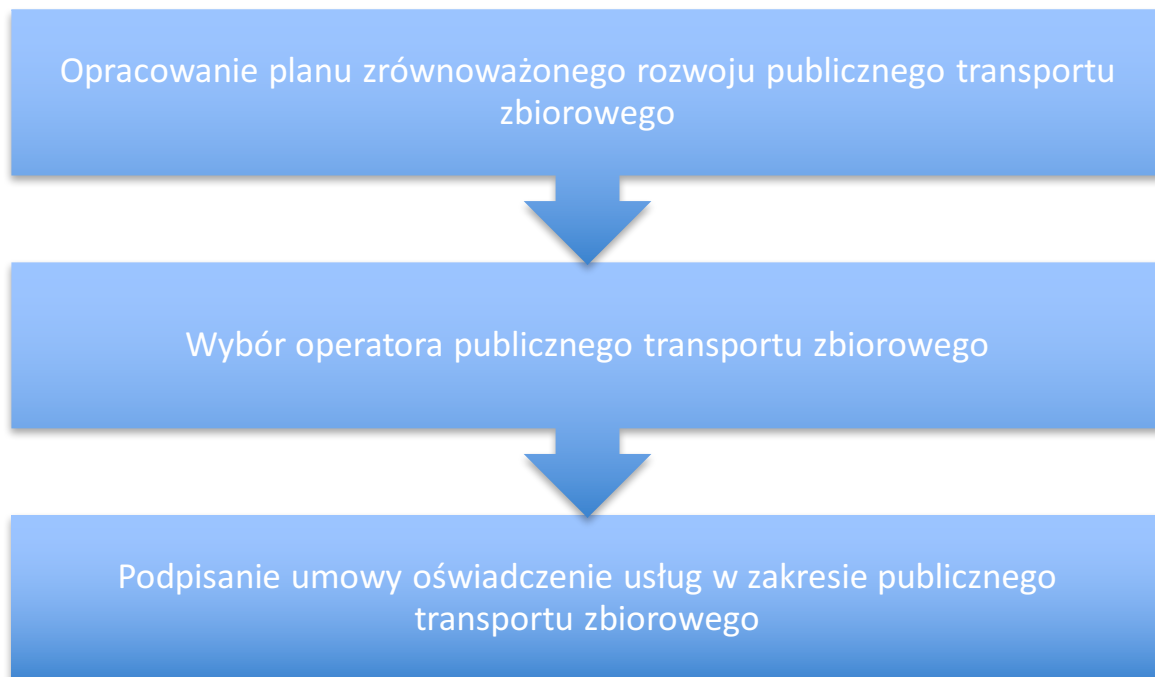 Opracowanie planu zrównoważonego rozwoju publicznego transportu
zbiorowego
Wybór operatora publicznego transportu zbiorowego
Podpisanie umowy oświadczenie usług w zakresie publicznego
transportu zbiorowego